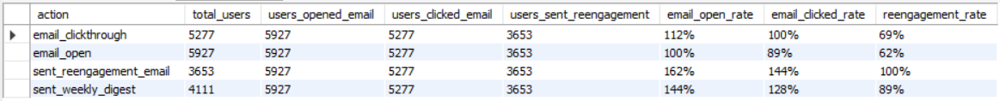 action total_users users_opened_email users_clicked_email users_sent_reengagement email_open_rate email_clicked_rate reengagement_rate
email_clickthrough 5277 5927 5277 3653 112% 100% 69%
email_open 5927 5927 5277 3653 100% 89% 62%
sent_reengagement_email 3653 5927 5277 3653 162% 144% 100%
sent_weekly_digest 4111 5927 5277 3653 144% 128% 89%